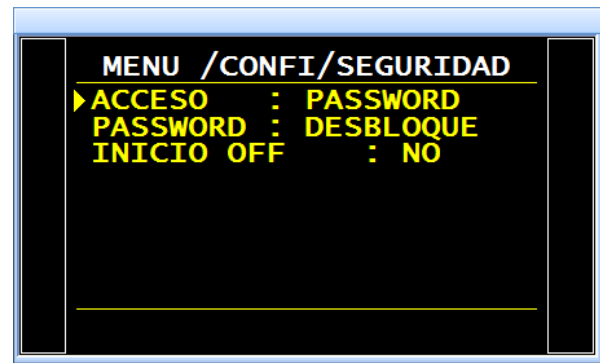 MENU /CONFI/SEGURIDAD
ACCESO : PASSWORD
PASSWORD : DESBLOQUE
INICIO OFF : NO